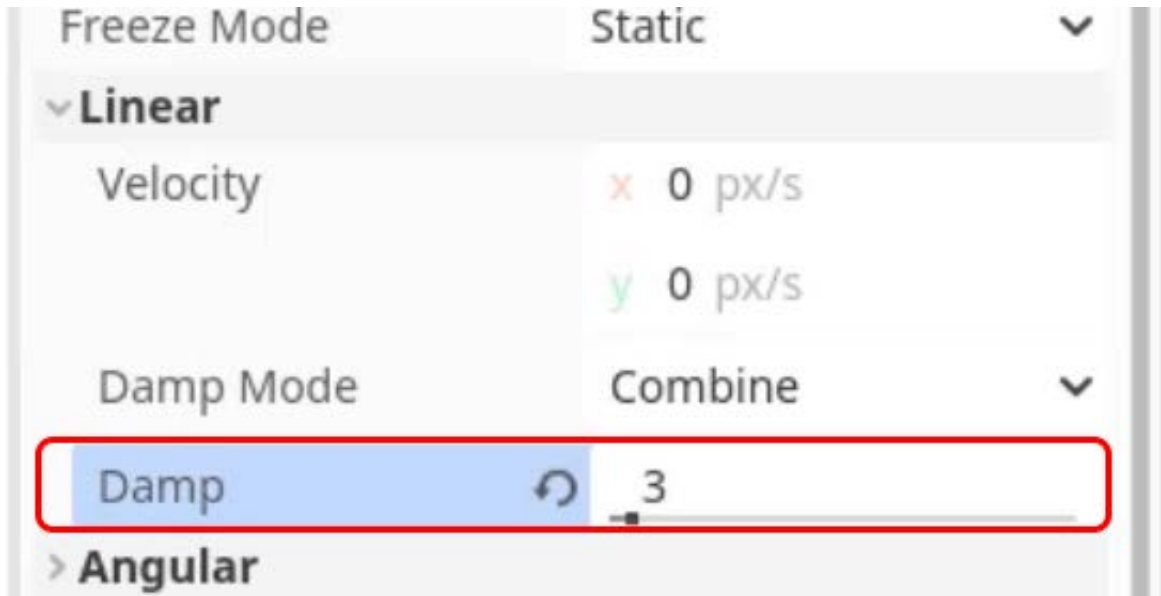 Freeze Mode Static
Linear
Velocity x 0 px/s
y 0 px/s
Damp Mode Combine
Damp 3
Angular